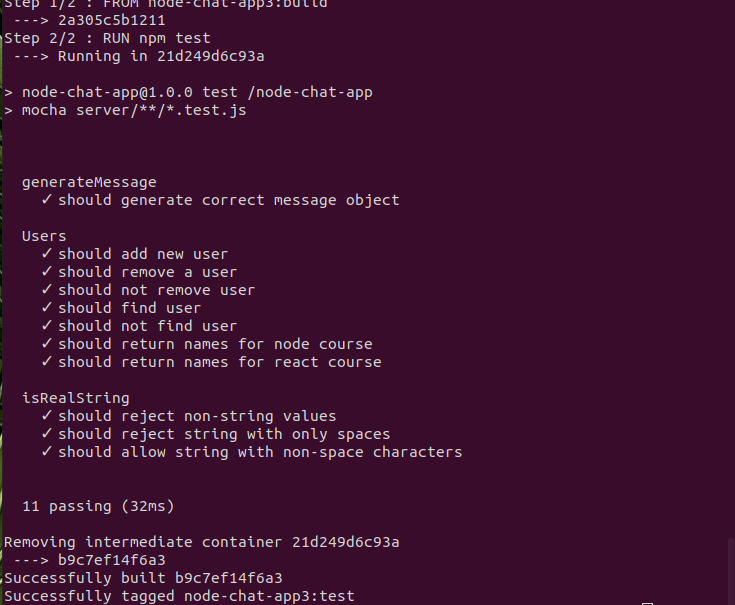 Step 1/2 : FROM node-chat-app3:build
---> 2a305c5b1211
Step 2/2 : RUN npm test
---> Running in 21d249d6c93a
> node-chat-app@1.0.0 test /node-chat-app
> mocha server/**/*.test.js
generateMessage
✓ should generate correct message object
Users
✓ should add new user
✓ should remove a user
✓ should not remove user
✓ should find user
✓ should not find user
✓ should return names for node course
✓ should return names for react course
isRealString
✓ should reject non-string values
✓ should reject string with only spaces
✓ should allow string with non-space characters
11 passing (32ms)
Removing intermediate container 21d249d6c93a
---> b9c7ef14f6a3
Successfully built b9c7ef14f6a3
Successfully tagged node-chat-app3:test